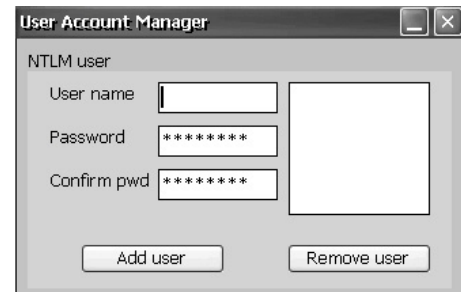 User Account Manager
NTLM user
User name
Password ********
Confirm pwd ********
Add user Remove user